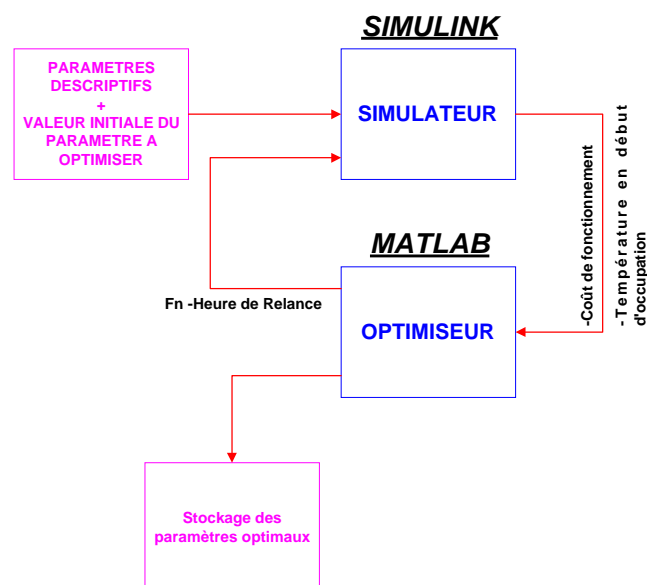 SIMULINK
PARAMETRES
DESCRIPTIFS
+
VALEUR INITIALE DU
PARAMETRE A
OPTIMISER
SIMULATEUR
-Coût de fonctionnement
-Température en début
d'occupation
MATLAB
Fn -Heure de Relance
OPTIMISEUR
Stockage des
paramètres optimaux